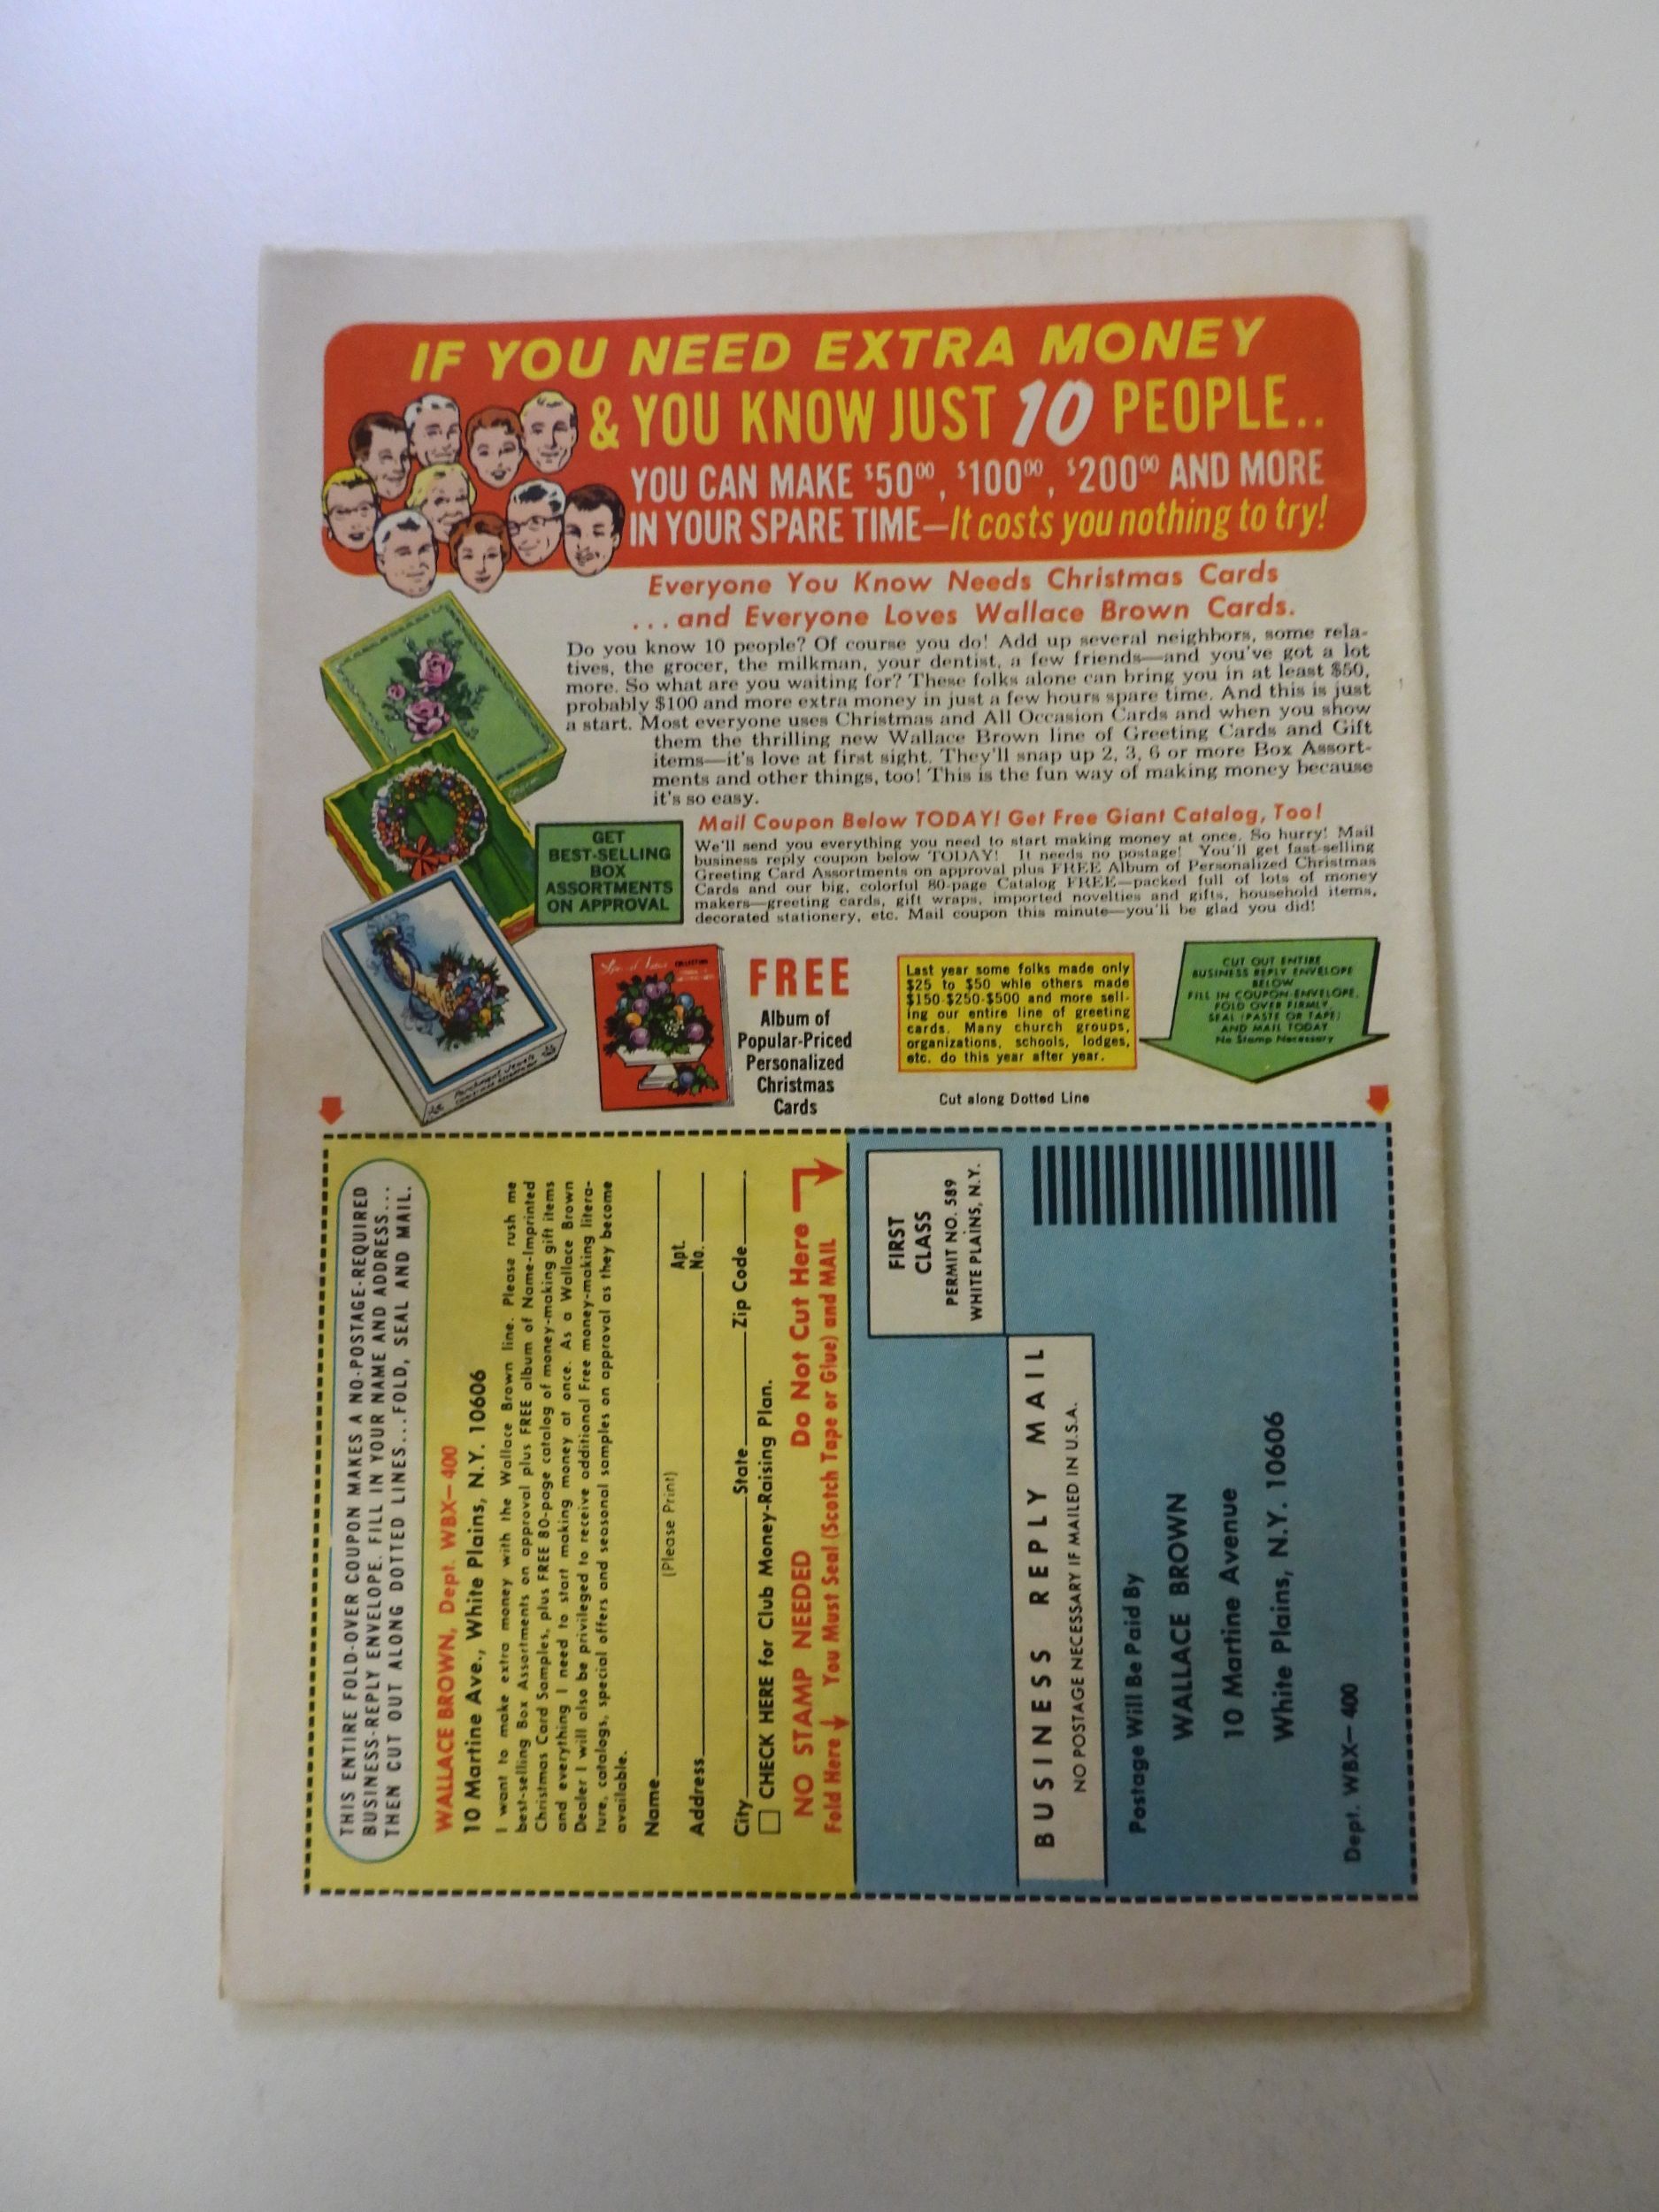 IF YOU NEED EXTRA MONEY
& YOU KNOW JUST 10 PEOPLE..
YOU CAN MAKE $50⁰⁰, $100⁰⁰, $200⁰⁰ AND MORE
IN YOUR SPARE TIME—It costs you nothing to try!
Everyone You Know Needs Christmas Cards
...and Everyone Loves Wallace Brown Cards.
Do you know 10 people? Of course you do! Add up several neighbors, some rela-
tives, the grocer, the milkman, your dentist, a few friends—and you've got a lot
more. So what are you waiting for? These folks alone can bring you in at least $50,
probably $100 and more extra money in just a few hours spare time. And this is just
a start. Most everyone uses Christmas and All Occasion Cards and when you show
them the thrilling new Wallace Brown line of Greeting Cards and Gift
items—it's love at first sight. They'll snap up 2, 3, 6 or more Box Assort-
ments and other things, too! This is the fun way of making money because
it's so easy.
GET
BEST-SELLING
BOX
ASSORTMENTS
ON APPROVAL
Mail Coupon Below TODAY! Get Free Giant Catalog, Too!
We'll send you everything you need to start making money at once. So hurry! Mail
business reply coupon below TODAY! It needs no postage! You'll get fast-selling
Greeting Card Assortments on approval plus FREE Album of Personalized Christmas
Cards and our big, colorful 80-page Catalog FREE—packed full of lots of money
makers—greeting cards, gift wraps, imported novelties and gifts, household items,
decorated stationery, etc. Mail coupon this minute—you'll be glad you did!
FREE
Album of
Popular-Priced
Personalized
Christmas
Cards
Last year some folks made only
$25 to $50 whle others made
$150-$250-$500 and more sell-
ing our entire line of greeting
cards. Many church groups,
organizations, schools, lodges,
etc. do this year after year.
CUT OUT ENTIRE
BUSINESS REPLY ENVELOPE
BELOW
FILL IN COUPON-ENVELOPE,
FOLD OVER FIRMLY,
SEAL (PASTE OR TAPE)
AND MAIL TODAY
No Stamp Necessary
Cut along Dotted Line
THIS ENTIRE FOLD-OVER COUPON MAKES A NO-POSTAGE-REQUIRED
BUSINESS-REPLY ENVELOPE. FILL IN YOUR NAME AND ADDRESS...
THEN CUT OUT ALONG DOTTED LINES...FOLD, SEAL AND MAIL.
WALLACE BROWN, Dept. WBX—400
10 Martine Ave., White Plains, N.Y. 10606
I want to make extra money with the Wallace Brown line. Please rush me
best-selling Box Assortments on approval plus FREE album of Name-Imprinted
Christmas Card Samples, plus FREE 80-page catalog of money-making gift items
and everything I need to start making money at once. As a Wallace Brown
Dealer I will also be privileged to receive additional Free money-making litera-
ture, catalogs, special offers and seasonal samples on approval as they become
available.
Name
(Please Print)
Address Apt. No.
City State Zip Code
CHECK HERE for Club Money-Raising Plan.
NO STAMP NEEDED Do Not Cut Here
Fold Here You Must Seal (Scotch Tape or Glue) and MAIL
FIRST
CLASS
PERMIT NO. 589
WHITE PLAINS, N.Y.
BUSINESS REPLY MAIL
NO POSTAGE NECESSARY IF MAILED IN U.S.A.
Postage Will Be Paid By
WALLACE BROWN
10 Martine Avenue
White Plains, N.Y. 10606
Dept. WBX—400